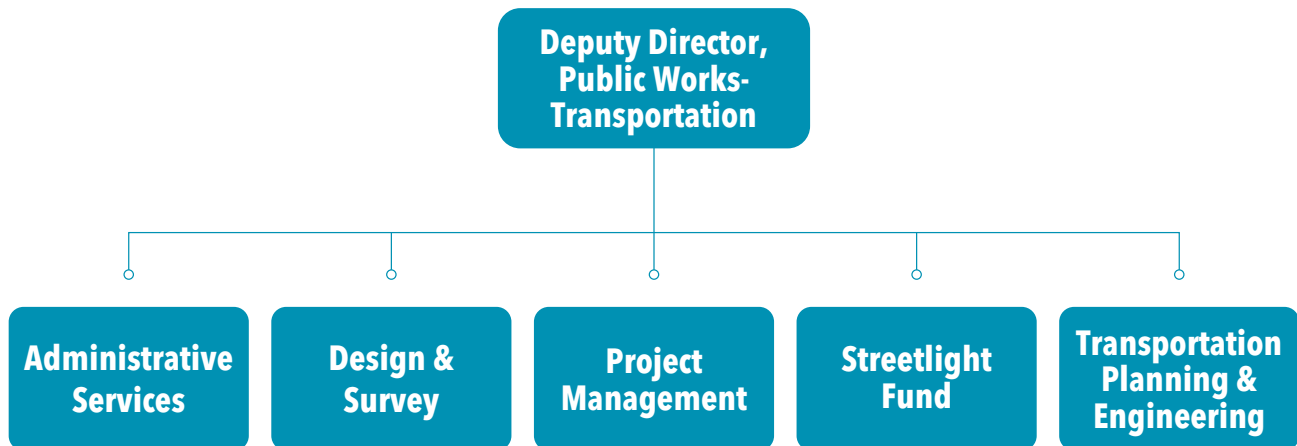 Deputy Director,
Public Works-
Transportation
Administrative
Services
Design &
Survey
Project
Management
Streetlight
Fund
Transportation
Planning &
Engineering